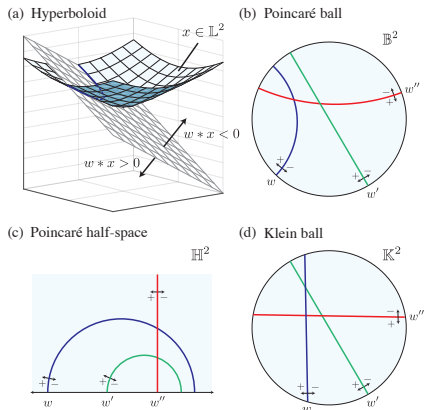 (a) Hyperboloid
x ∈ 𝕃²
w * x < 0
w * x > 0
(b) Poincaré ball
𝔹²
− w''
+
+ −
w
+ −
w'
(c) Poincaré half-space
ℍ²
+ −
+ −
+ −
w w' w''
(d) Klein ball
𝕂²
−
+ w''
+ −
w
+ −
w'